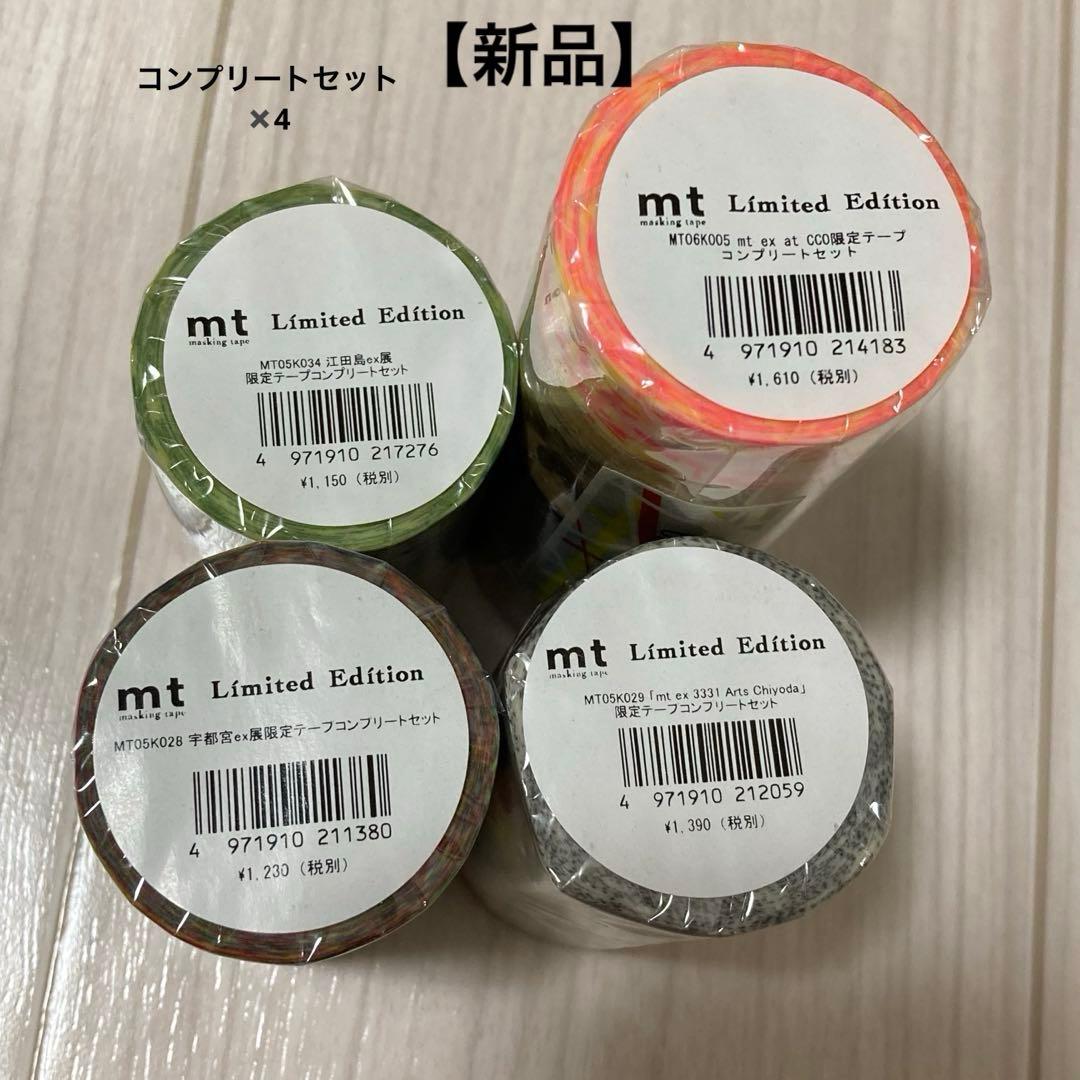 【新品】
コンプリートセット
✖️4
mt Limited Edition
masking tape
MT06K005 mt ex at CCO限定テープ
コンプリートセット
4 971910 214183
¥1,610（税別）
mt Limited Edition
masking tape
MT05K034 江田島ex展
限定テープコンプリートセット
4 971910 217276
¥1,150（税別）
mt Limited Edition
masking tape
MT05K028 宇都宮ex展限定テープコンプリートセット
4 971910 211380
¥1,230（税別）
mt Limited Edition
masking tape
MT05K029「mt ex 3331 Arts Chiyoda」
限定テープコンプリートセット
4 971910 212059
¥1,390（税別）